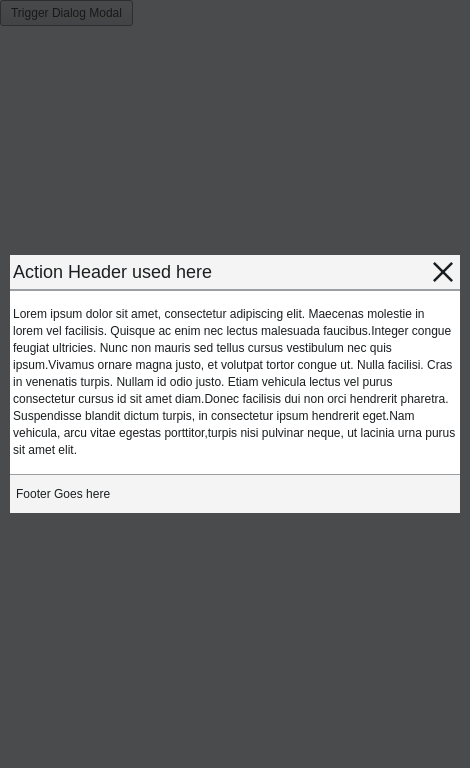 Trigger Dialog Modal
Action Header used here
Lorem ipsum dolor sit amet, consectetur adipiscing elit. Maecenas molestie in
lorem vel facilisis. Quisque ac enim nec lectus malesuada faucibus.Integer congue
feugiat ultricies. Nunc non mauris sed tellus cursus vestibulum nec quis
ipsum.Vivamus ornare magna justo, et volutpat tortor congue ut. Nulla facilisi. Cras
in venenatis turpis. Nullam id odio justo. Etiam vehicula lectus vel purus
consectetur cursus id sit amet diam.Donec facilisis dui non orci hendrerit pharetra.
Suspendisse blandit dictum turpis, in consectetur ipsum hendrerit eget.Nam
vehicula, arcu vitae egestas porttitor,turpis nisi pulvinar neque, ut lacinia urna purus
sit amet elit.
Footer Goes here